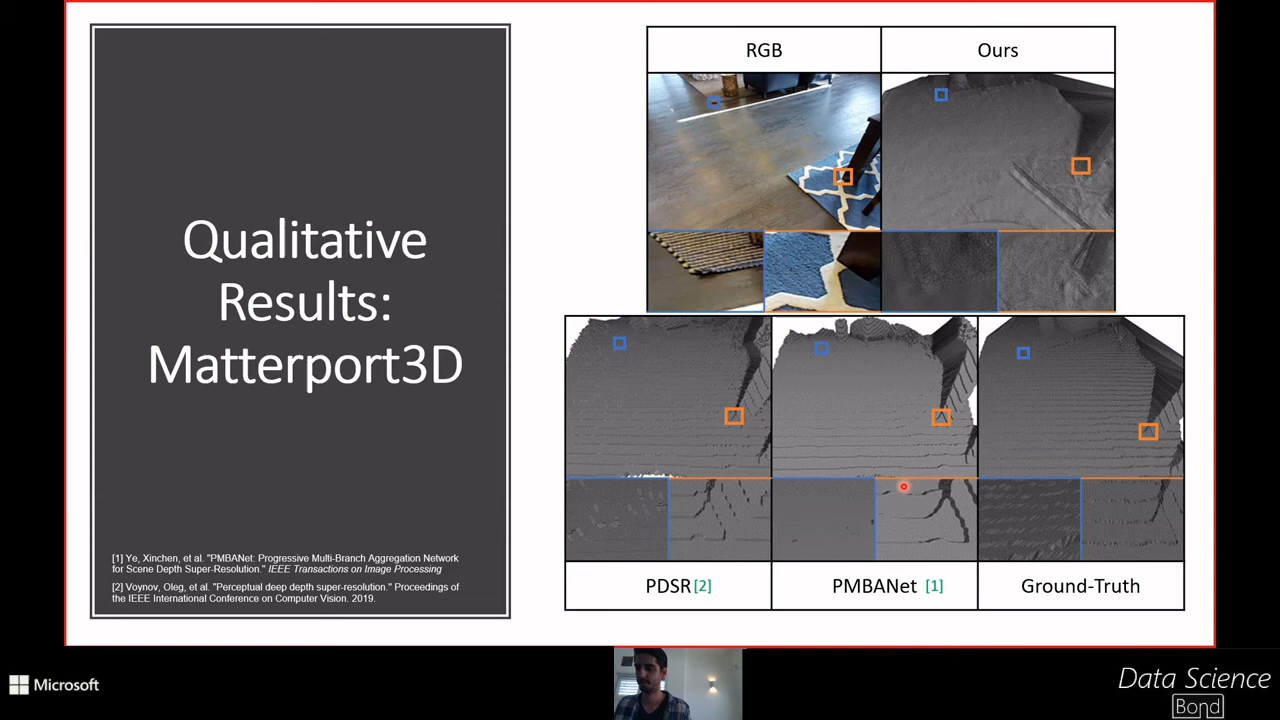 Qualitative
Results:
Matterport3D
[1] Ye, Xinchen, et al. "PMBANet: Progressive Multi-Branch Aggregation Network
for Scene Depth Super-Resolution." IEEE Transactions on Image Processing
[2] Voynov, Oleg, et al. "Perceptual deep depth super-resolution." Proceedings of
the IEEE International Conference on Computer Vision. 2019.
RGB
Ours
PDSR [2]
PMBANet [1]
Ground-Truth
Microsoft
Data Science
Bond